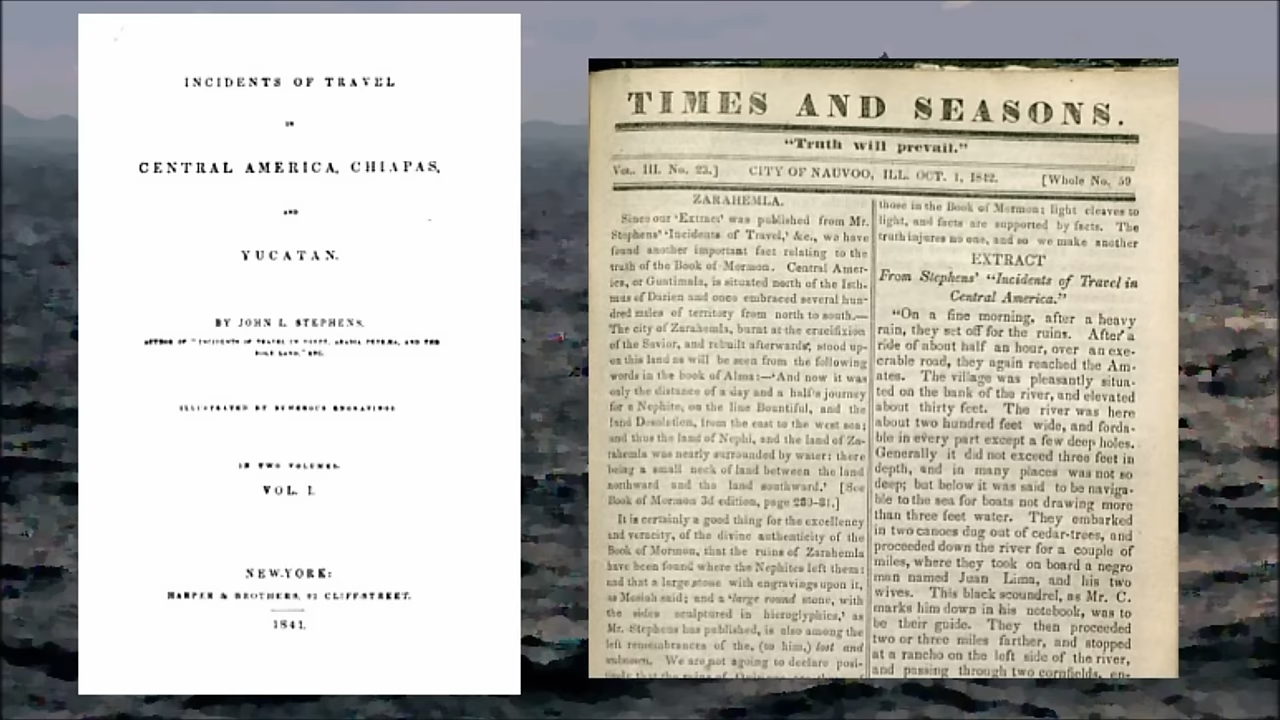 INCIDENTS OF TRAVEL
IN
CENTRAL AMERICA, CHIAPAS,
AND
YUCATAN.
BY JOHN L. STEPHENS,
AUTHOR OF "INCIDENTS OF TRAVEL IN EGYPT, ARABIA PETRÆA, AND THE
HOLY LAND," ETC.
ILLUSTRATED BY NUMEROUS ENGRAVINGS
IN TWO VOLUMES.
VOL. I.
NEW-YORK:
HARPER & BROTHERS, 82 CLIFF-STREET.
1841.
TIMES AND SEASONS.
"Truth will prevail."
Vol. III. No. 23.] CITY OF NAUVOO, ILL. OCT. 1, 1842. [Whole No. 59
ZARAHEMLA.
Since our 'Extract' was published from Mr.
Stephens' 'Incidents of Travel,' &c., we have
found another important fact relating to the
truth of the Book of Mormon. Central Amer-
ica, or Guatimala, is situated north of the Isth-
mus of Darien and once embraced several hun-
dred miles of territory from north to south.—
The city of Zarahemla, burnt at the crucifixion
of the Savior, and rebuilt afterwards, stood up-
on this land as will be seen from the following
words in the book of Alma:—'And now it was
only the distance of a day and a half's journey
for a Nephite, on the line Bountiful, and the
land Desolation, from the east to the west sea;
and thus the land of Nephi, and the land of Za-
rahemla was nearly surrounded by water: there
being a small neck of land between the land
northward and the land southward.' [See
Book of Mormon 3d edition, page 280-81.]
It is certainly a good thing for the excellency
and veracity, of the divine authenticity of the
Book of Mormon, that the ruins of Zarahemla
have been found where the Nephites left them:
and that a large stone with engravings upon it,
as Mosiah said; and a 'large round stone, with
the sides sculptured in hieroglyphics,' as
Mr. Stephens has published, is also among the
left remembrances of the, (to him,) lost and
unknown. We are not agoing to declare posi-
those in the Book of Mormon: light cleaves to
light, and facts are supported by facts. The
truth injures no one, and so we make another
EXTRACT
From Stephens' "Incidents of Travel in
Central America."
"On a fine morning, after a heavy
rain, they set off for the ruins. After a
ride of about half an hour, over an exe-
crable road, they again reached the Am-
ates. The village was pleasantly situa-
ted on the bank of the river, and elevated
about thirty feet. The river was here
about two hundred feet wide, and forda-
ble in every part except a few deep holes.
Generally it did not exceed three feet in
depth, and in many places was not so
deep; but below it was said to be naviga-
ble to the sea for boats not drawing more
than three feet water. They embarked
in two canoes dug out of cedar-trees, and
proceeded down the river for a couple of
miles, where they took on board a negro
man named Juan Lima, and his two
wives. This black scoundrel, as Mr. C.
marks him down in his notebook, was to
be their guide. They then proceeded
two or three miles farther, and stopped
at a rancho on the left side of the river,
and passing through two cornfields, en-